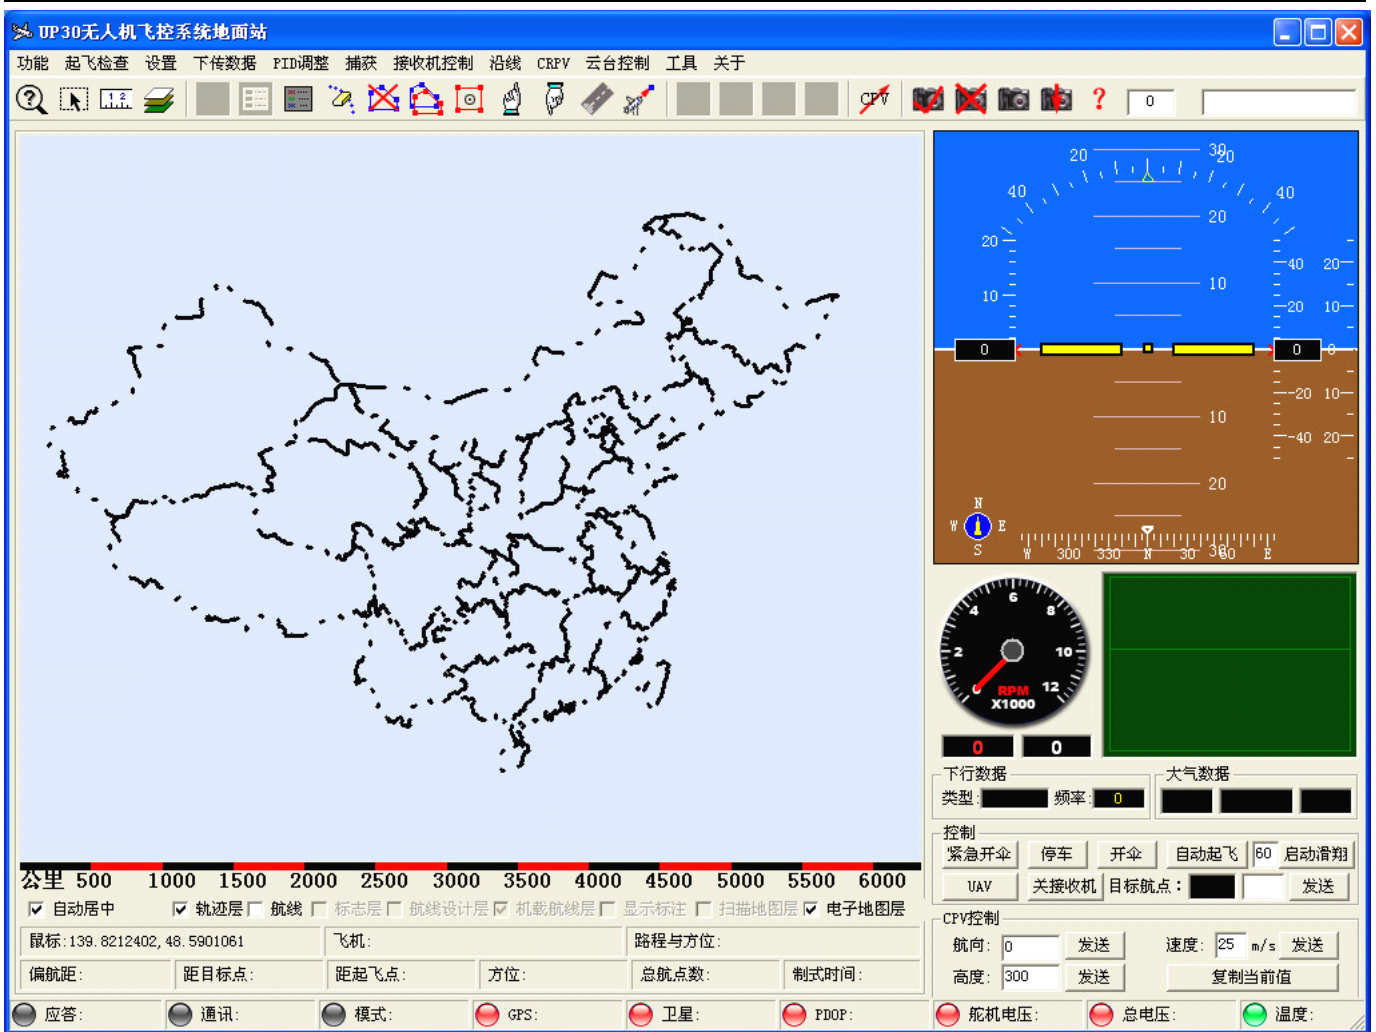 UP30无人机飞控系统地面站
功能 起飞检查 设置 下传数据 PID调整 捕获 接收机控制 沿线 CRPV 云台控制 工具 关于
1 2 CPV ? 0
20 30 20
40 40
20 20
20 10 40 20
10 20 10
0 0 0
10 -20 10
-40 20
20
N
W E
S
W 300 330 N 30 60 E
30
2 4 6 8 10 12
0
RPM
X1000
0 0
下行数据 大气数据
类型: 频率: 0
控制
紧急开伞 停车 开伞 自动起飞 60 启动滑翔
UAV 关接收机 目标航点： 发送
CPV控制
航向: 0 发送 速度: 25 m/s 发送
高度: 300 发送 复制当前值
公里 500 1000 1500 2000 2500 3000 3500 4000 4500 5000 5500 6000
自动居中 轨迹层 航线 标志层 航线设计层 机载航线层 显示标注 扫描地图层 电子地图层
鼠标:139.8212402,48.5901061 飞机: 路程与方位:
偏航距: 距目标点: 距起飞点: 方位: 总航点数: 制式时间:
应答: 通讯: 模式: GPS: 卫星: PDOP: 舵机电压: 总电压: 温度: